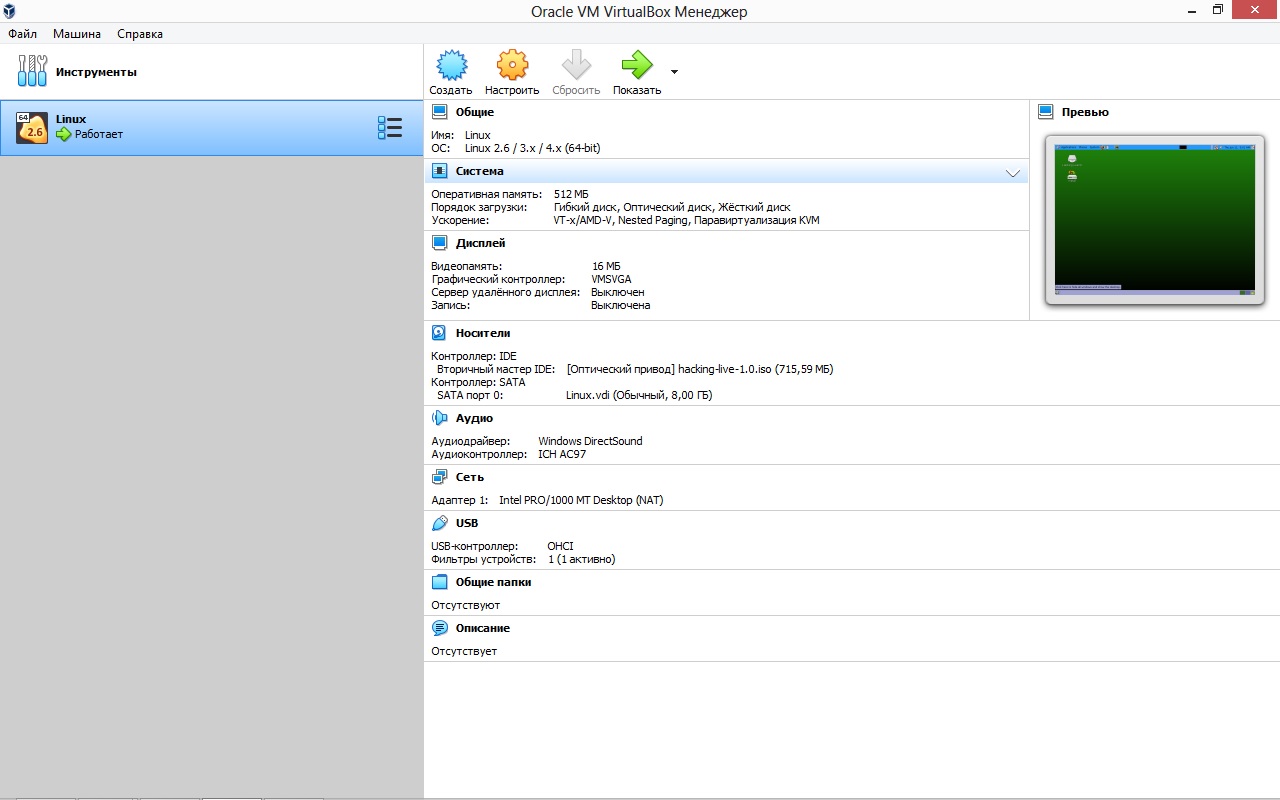 Oracle VM VirtualBox Менеджер
Файл Машина Справка
Инструменты
Создать Настроить Сбросить Показать
64 2.6 Linux
Работает
Общие
Имя: Linux
ОС: Linux 2.6 / 3.x / 4.x (64-bit)
Превью
Система
Оперативная память: 512 МБ
Порядок загрузки: Гибкий диск, Оптический диск, Жёсткий диск
Ускорение: VT-x/AMD-V, Nested Paging, Паравиртуализация KVM
Дисплей
Видеопамять: 16 МБ
Графический контроллер: VMSVGA
Сервер удалённого дисплея: Выключен
Запись: Выключена
Носители
Контроллер: IDE
Вторичный мастер IDE: [Оптический привод] hacking-live-1.0.iso (715,59 МБ)
Контроллер: SATA
SATA порт 0: Linux.vdi (Обычный, 8,00 ГБ)
Аудио
Аудиодрайвер: Windows DirectSound
Аудиоконтроллер: ICH AC97
Сеть
Адаптер 1: Intel PRO/1000 MT Desktop (NAT)
USB
USB-контроллер: OHCI
Фильтры устройств: 1 (1 активно)
Общие папки
Отсутствуют
Описание
Отсутствует